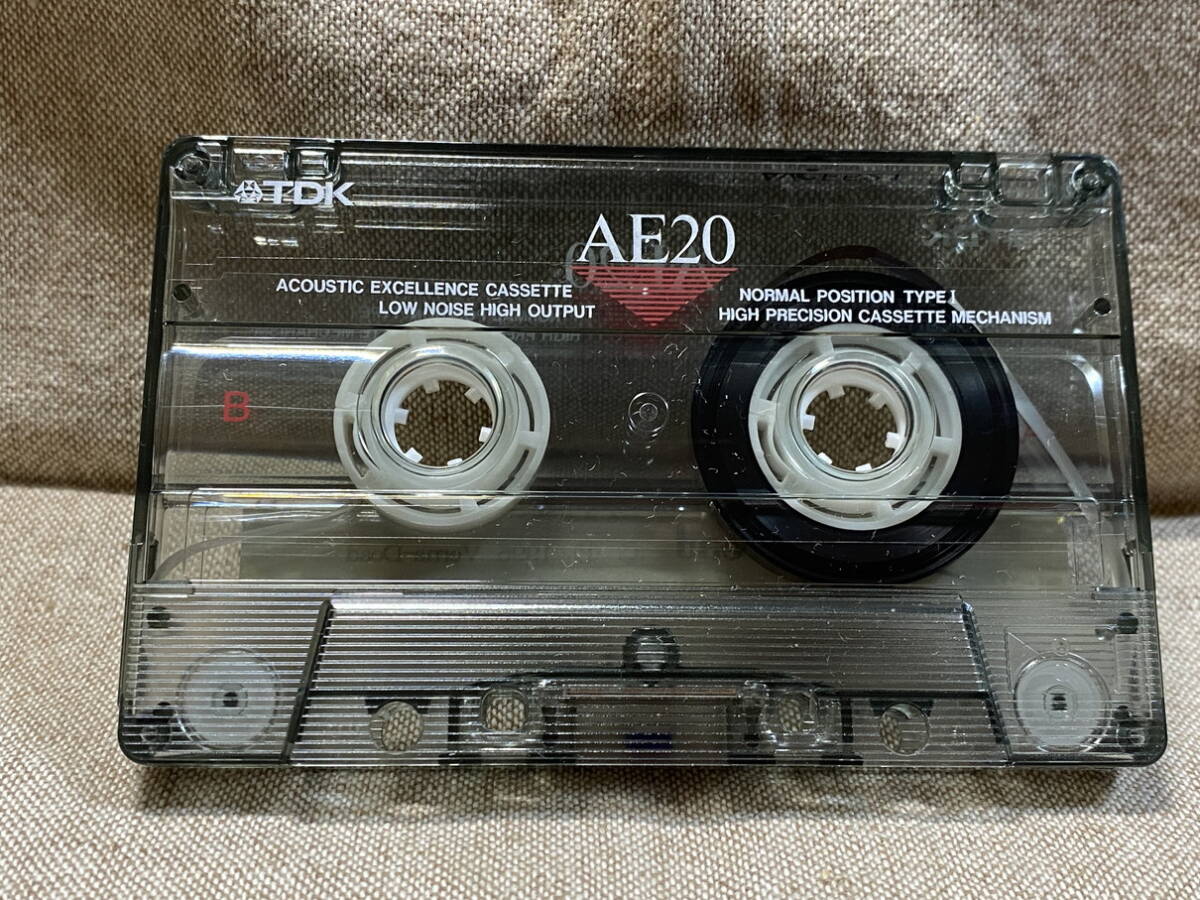 TDK
AE20
ACOUSTIC EXCELLENCE CASSETTE
LOW NOISE HIGH OUTPUT
NORMAL POSITION TYPE I
HIGH PRECISION CASSETTE MECHANISM
B